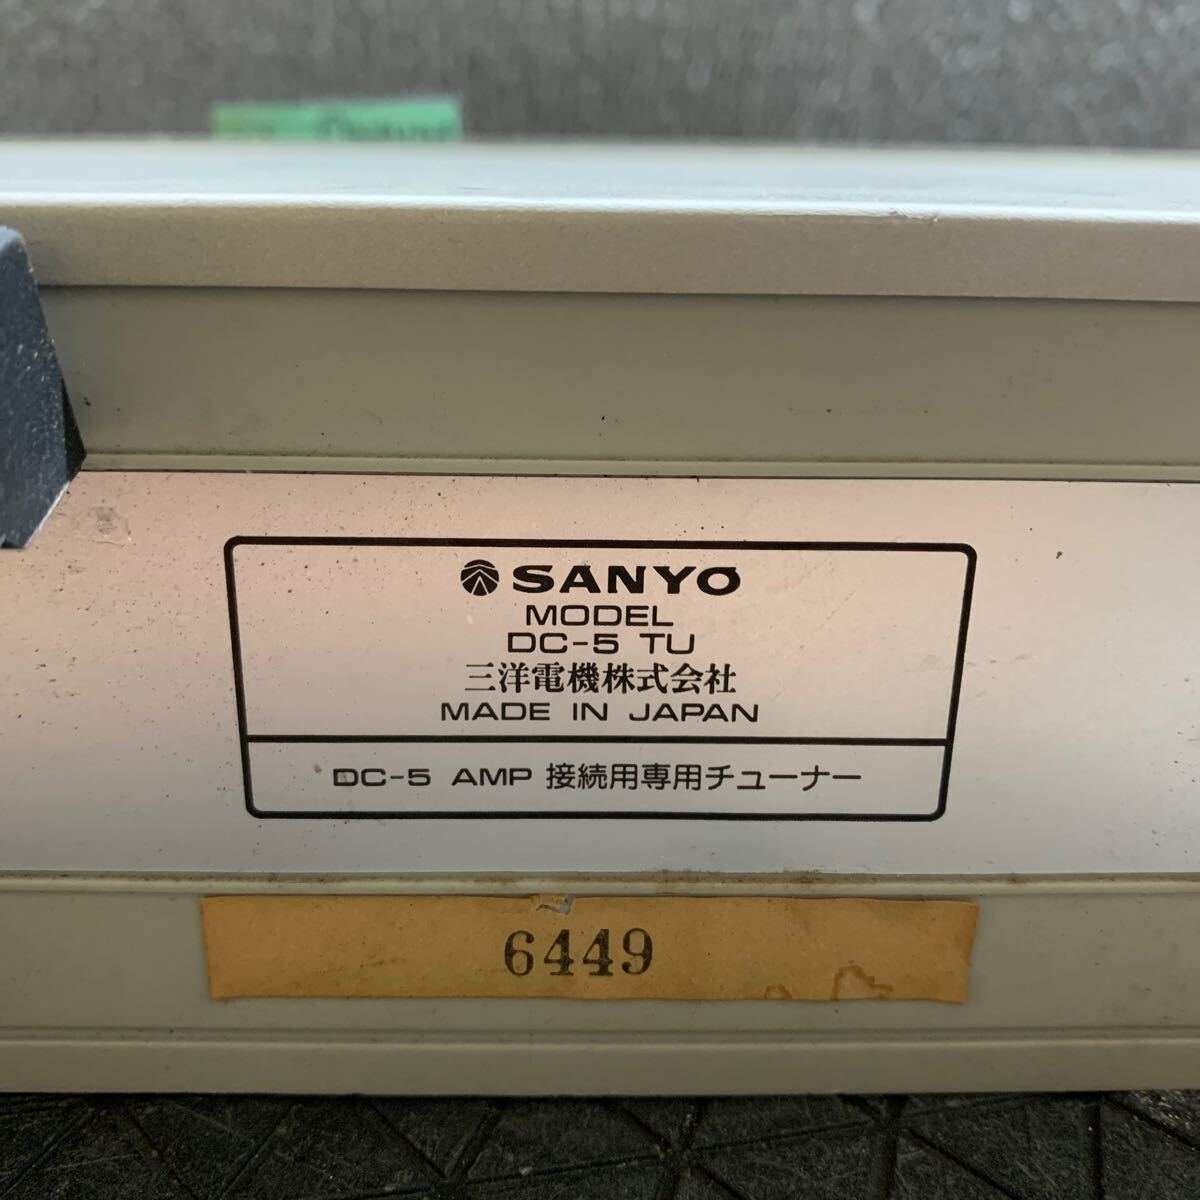 SANYO
MODEL
DC-5 TU
三洋電機株式会社
MADE IN JAPAN
DC-5 AMP 接続用専用チューナー
6449